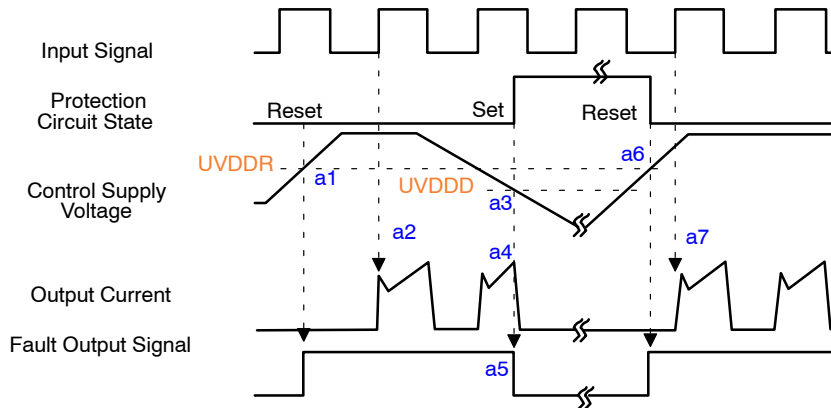 Input Signal
Protection
Circuit State
Reset
Set
Reset
UVDDR
a1
a6
UVDDD
a3
Control Supply
Voltage
a2
a4
a7
Output Current
Fault Output Signal
a5